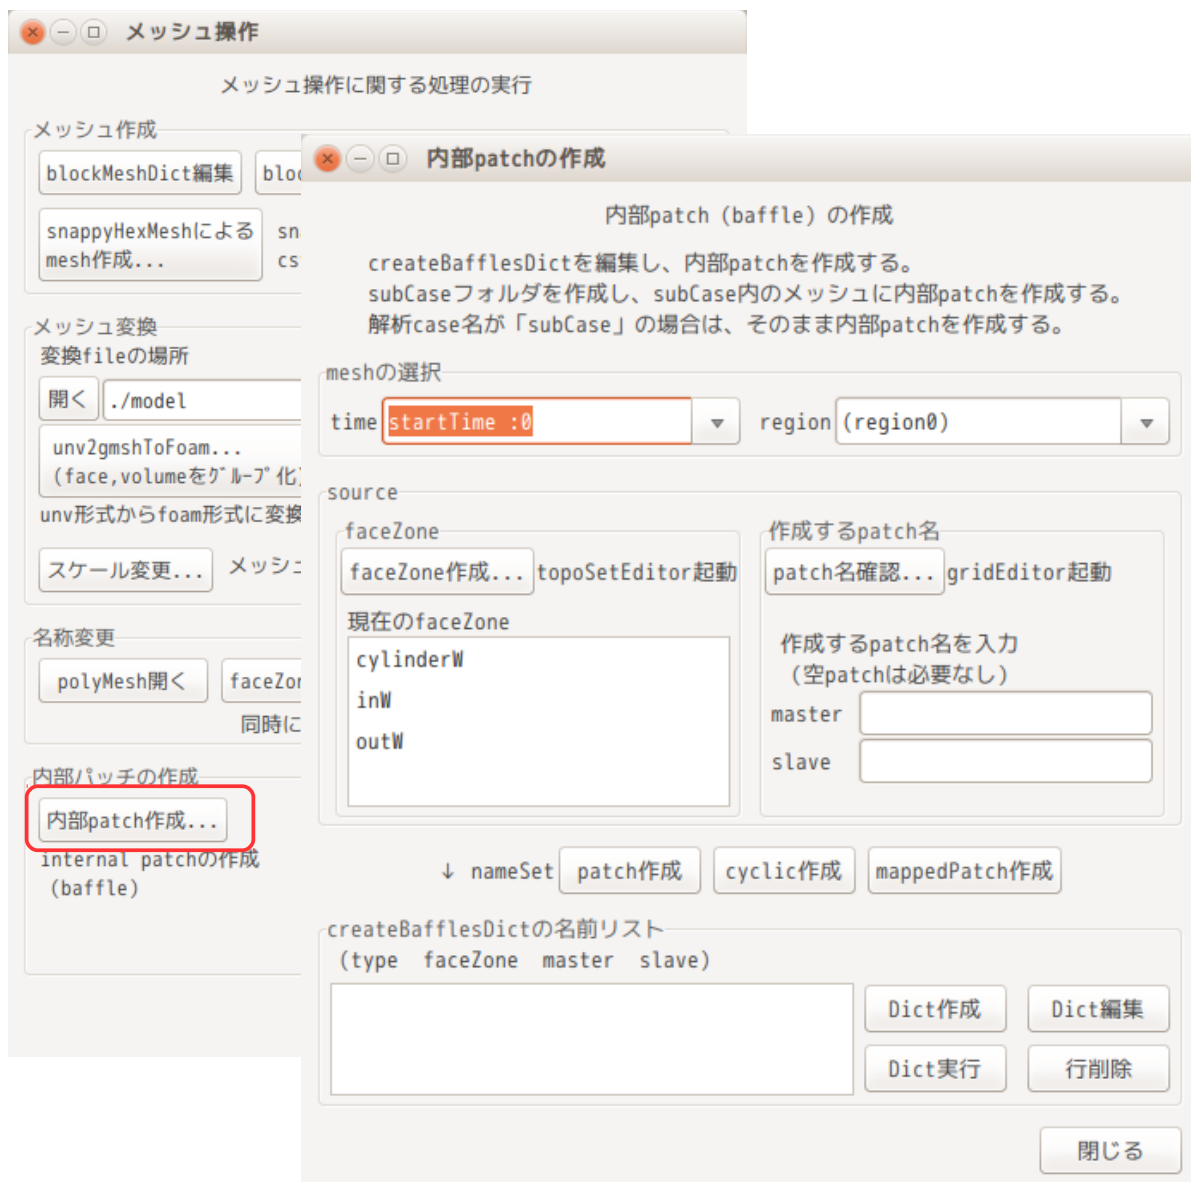 メッシュ操作
メッシュ操作に関する処理の実行
メッシュ作成
blockMeshDict編集
snappyHexMeshによる
mesh作成...
メッシュ変換
変換fileの場所
開く ./model
unv2gmshToFoam...
(face,volumeをｸﾞﾙｰﾌﾟ化)
unv形式からfoam形式に変換
スケール変更...
名称変更
polyMesh開く
同時に
内部パッチの作成
内部patch作成...
internal patchの作成
(baffle)
内部patchの作成
内部patch（baffle）の作成
createBafflesDictを編集し、内部patchを作成する。
subCaseフォルダを作成し、subCase内のメッシュに内部patchを作成する。
解析case名が「subCase」の場合は、そのまま内部patchを作成する。
meshの選択
time startTime :0 region (region0)
source
faceZone
faceZone作成... topoSetEditor起動
現在のfaceZone
cylinderW
inW
outW
作成するpatch名
patch名確認... gridEditor起動
作成するpatch名を入力
（空patchは必要なし）
master
slave
↓ nameSet patch作成 cyclic作成 mappedPatch作成
createBafflesDictの名前リスト
(type faceZone master slave)
Dict作成 Dict編集
Dict実行 行削除
閉じる